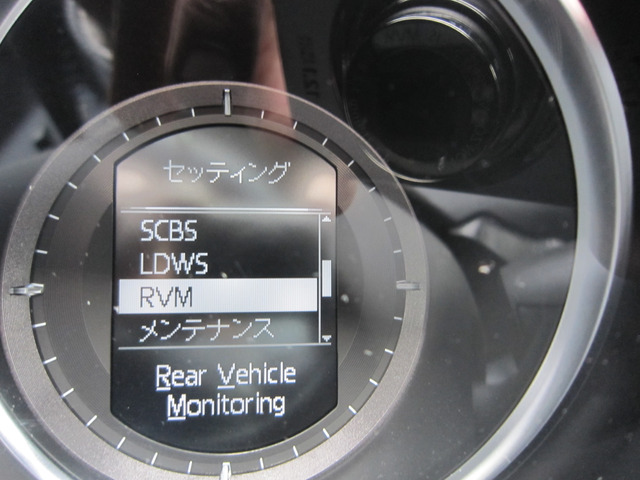 セッティング
SCBS
LDWS
RVM
メンテナンス
Rear Vehicle
Monitoring